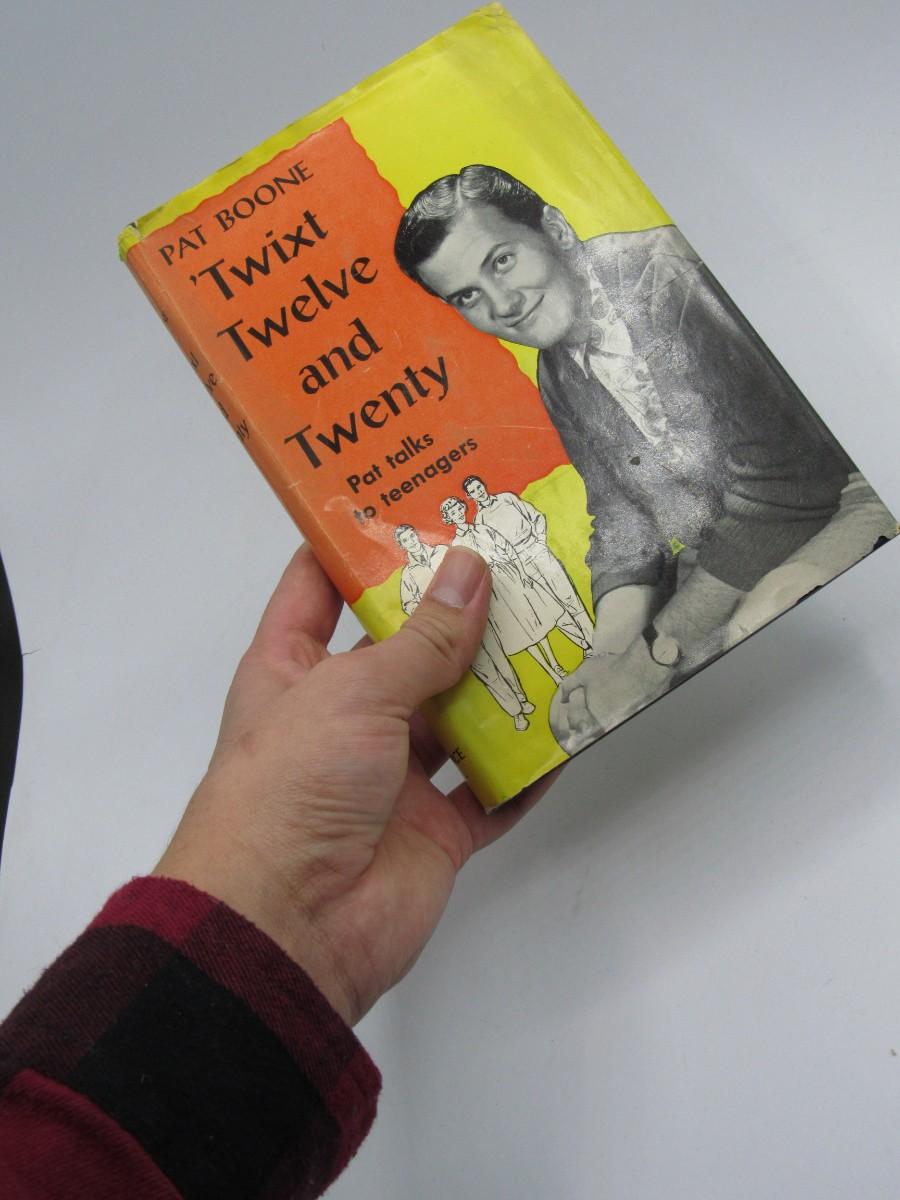 PAT BOONE
'Twixt
Twelve
and
Twenty
Pat talks
to teenagers